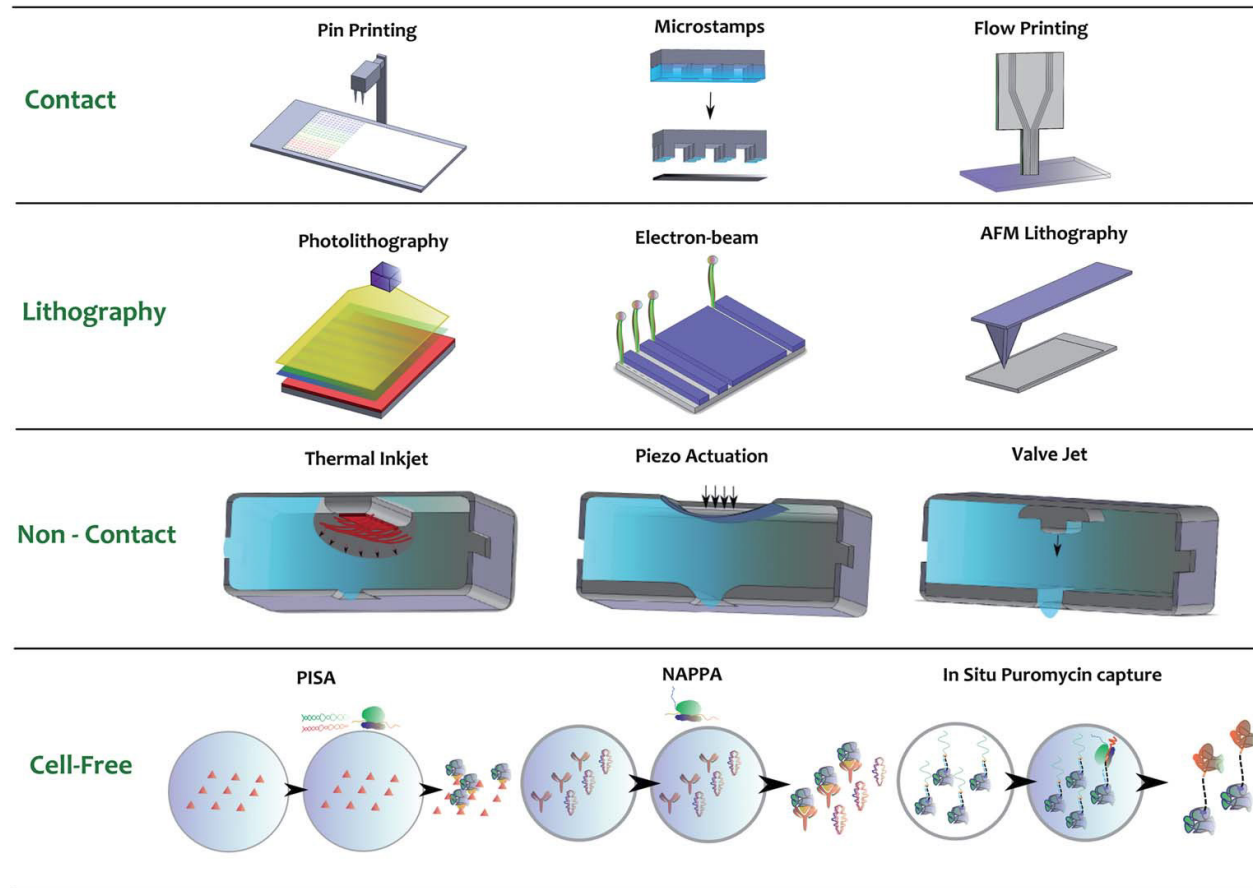 Contact
Pin Printing
Microstamps
Flow Printing
Lithography
Photolithography
Electron-beam
AFM Lithography
Non - Contact
Thermal Inkjet
Piezo Actuation
Valve Jet
Cell-Free
PISA
NAPPA
In Situ Puromycin capture